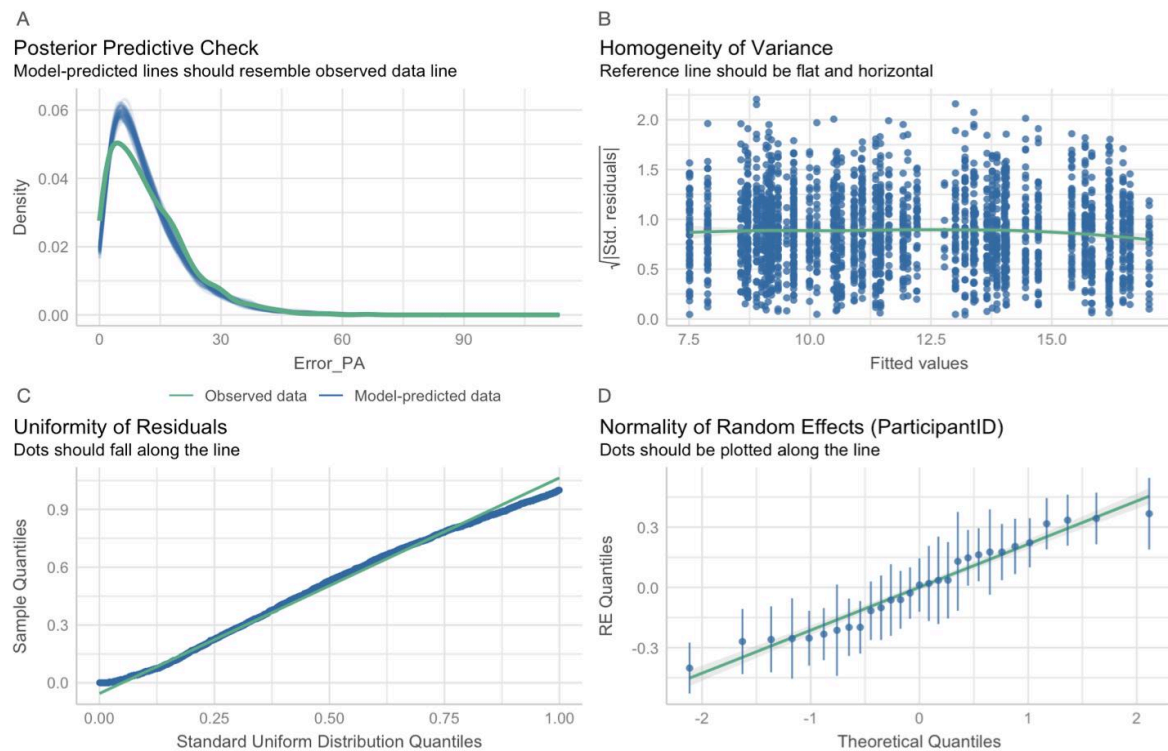 A
Posterior Predictive Check
Model-predicted lines should resemble observed data line
0.06
0.04
0.02
0.00
Density
0
30
60
90
Error_PA
Observed data
Model-predicted data
B
Homogeneity of Variance
Reference line should be flat and horizontal
2.0
1.5
1.0
0.5
0.0
√|Std. residuals|
7.5
10.0
12.5
15.0
Fitted values
C
Uniformity of Residuals
Dots should fall along the line
0.9
0.6
0.3
0.0
Sample Quantiles
0.00
0.25
0.50
0.75
1.00
Standard Uniform Distribution Quantiles
D
Normality of Random Effects (ParticipantID)
Dots should be plotted along the line
0.3
0.0
-0.3
RE Quantiles
-2
-1
0
1
2
Theoretical Quantiles